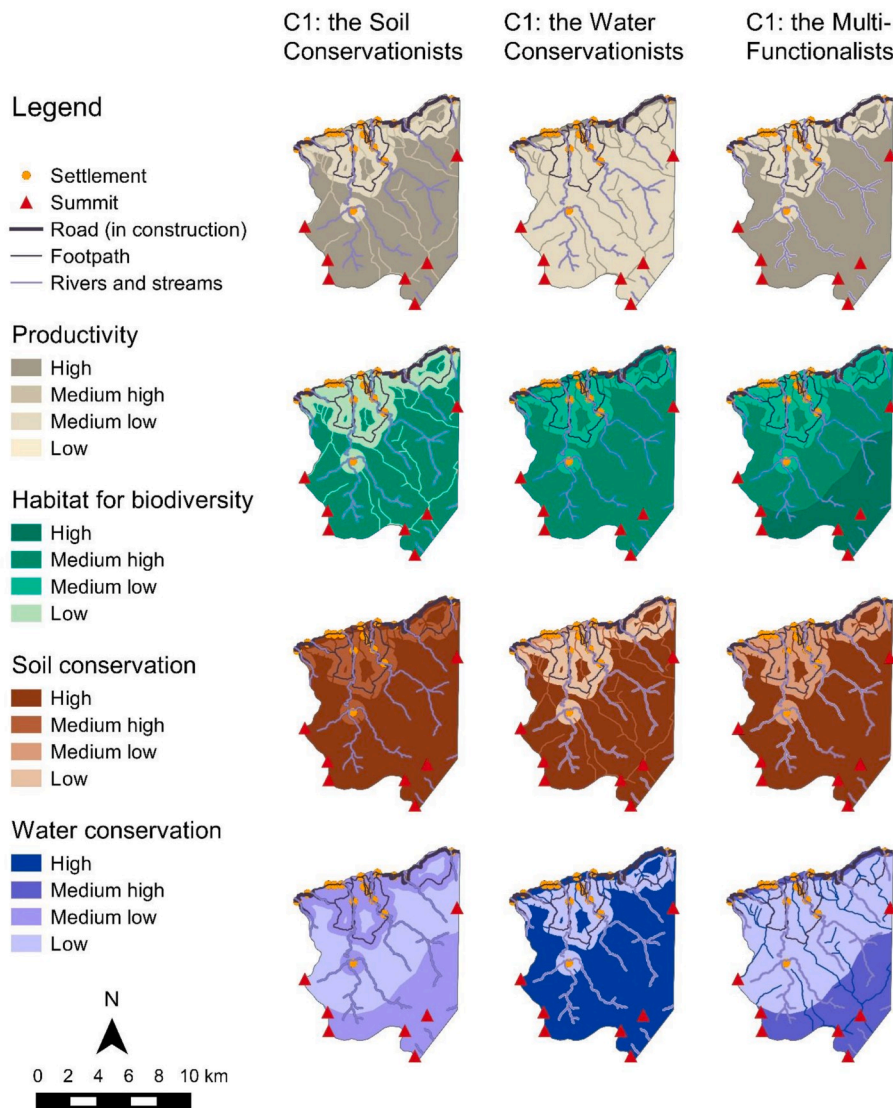 C1: the Soil
Conservationists
C1: the Water
Conservationists
C1: the Multi-
Functionalists
Legend
Settlement
Summit
Road (in construction)
Footpath
Rivers and streams
Productivity
High
Medium high
Medium low
Low
Habitat for biodiversity
High
Medium high
Medium low
Low
Soil conservation
High
Medium high
Medium low
Low
Water conservation
High
Medium high
Medium low
Low
N
0 2 4 6 8 10 km